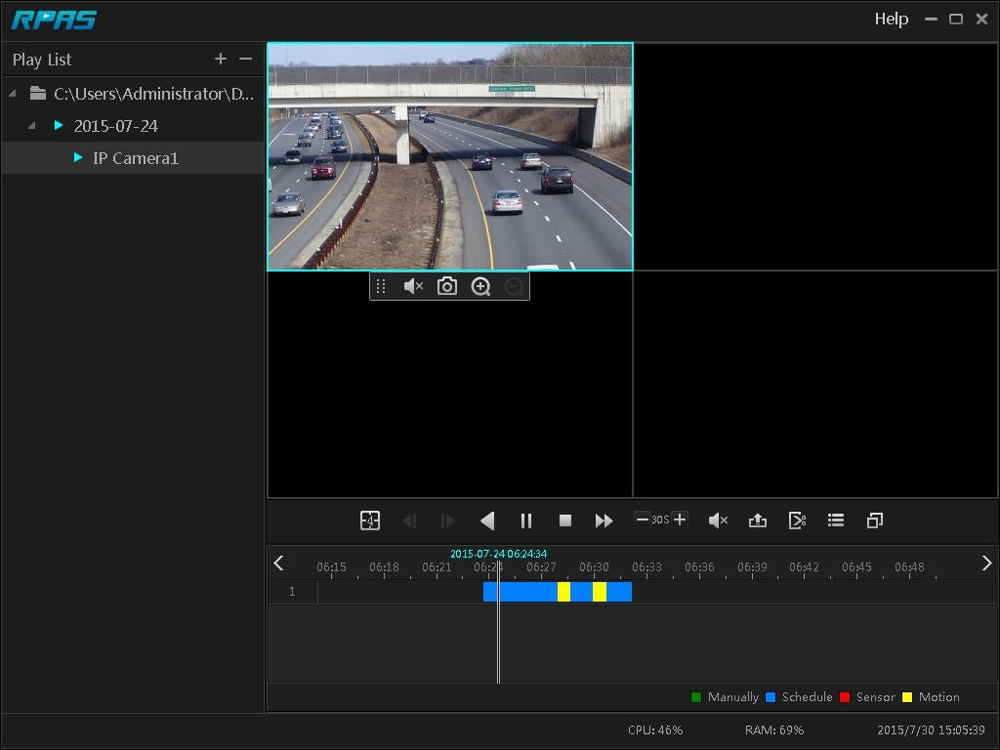 RPAS
Help
Play List
C:\Users\Administrator\D...
2015-07-24
IP Camera1
4
30S
2015-07-24 06:24:34
06:15 06:18 06:21 06:24 06:27 06:30 06:33 06:36 06:39 06:42 06:45 06:48
1
Manually Schedule Sensor Motion
CPU: 46% RAM: 69% 2015/7/30 15:05:39